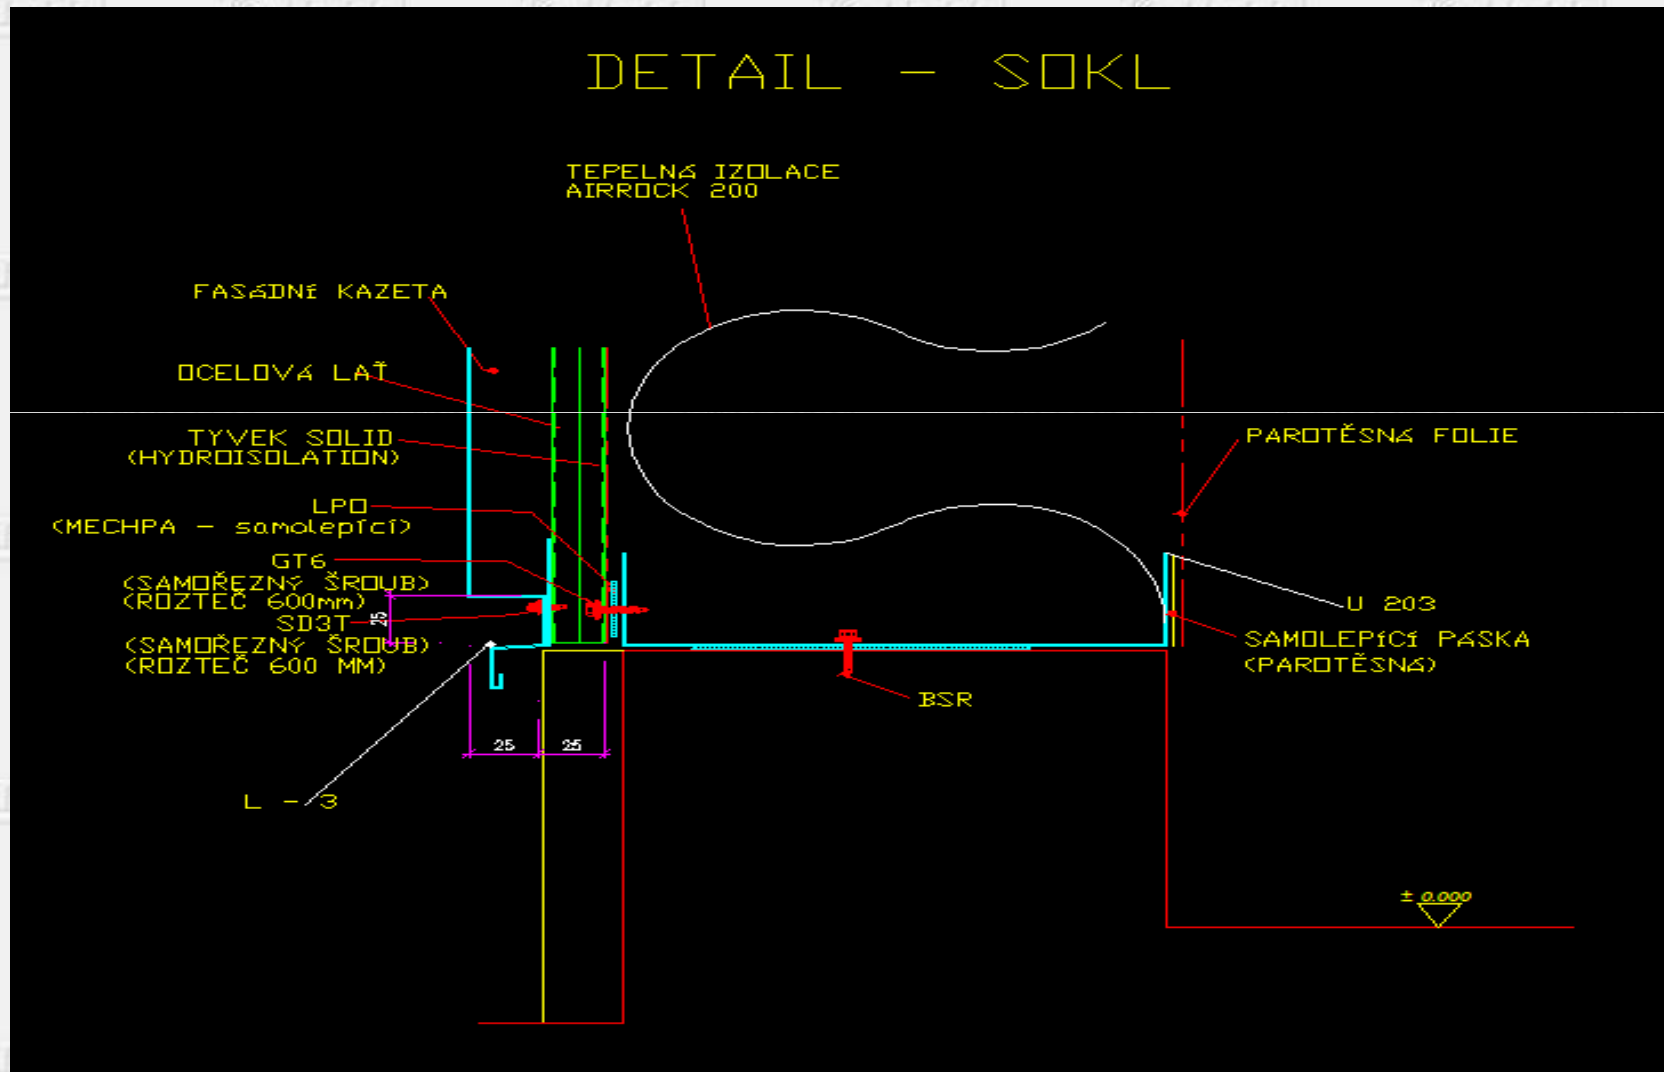 DETAIL - SOKL
TEPELNÁ IZOLACE
AIRROCK 200
FASÁDNÍ KAZETA
OCELOVÁ LAŤ
TYVEK SOLID
(HYDROISOLATION)
PAROTĚSNÁ FOLIE
LPO
(MECHPA - samolepící)
GT6
(SAMOŘEZNÝ ŠROUB)
(ROZTEČ 600mm)
SD3T
(SAMOŘEZNÝ ŠROUB)
(ROZTEČ 600 MM)
25
U 203
SAMOLEPÍCÍ PÁSKA
(PAROTĚSNÁ)
BSR
25
25
L - 3
± 0.000